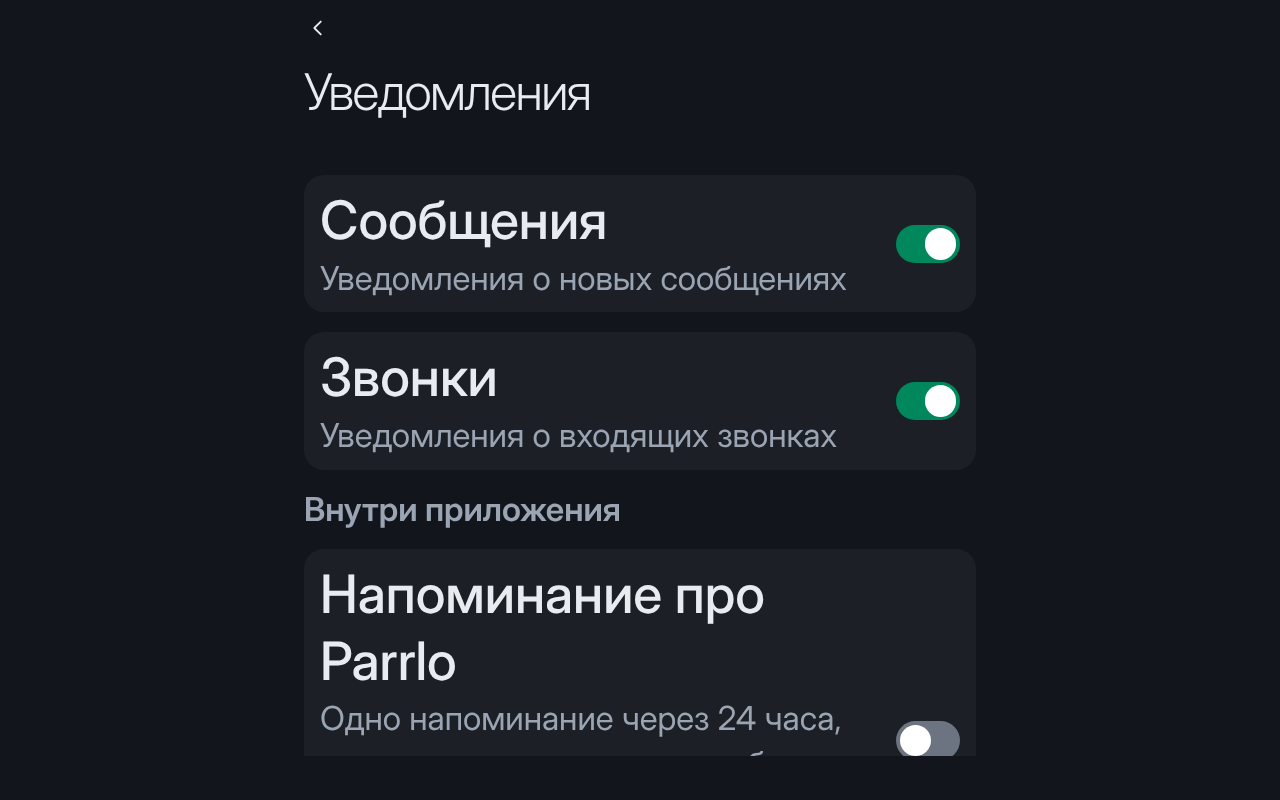 Уведомления
Сообщения
Уведомления о новых сообщениях
Звонки
Уведомления о входящих звонках
Внутри приложения
Напоминание про
Parrlo
Одно напоминание через 24 часа,